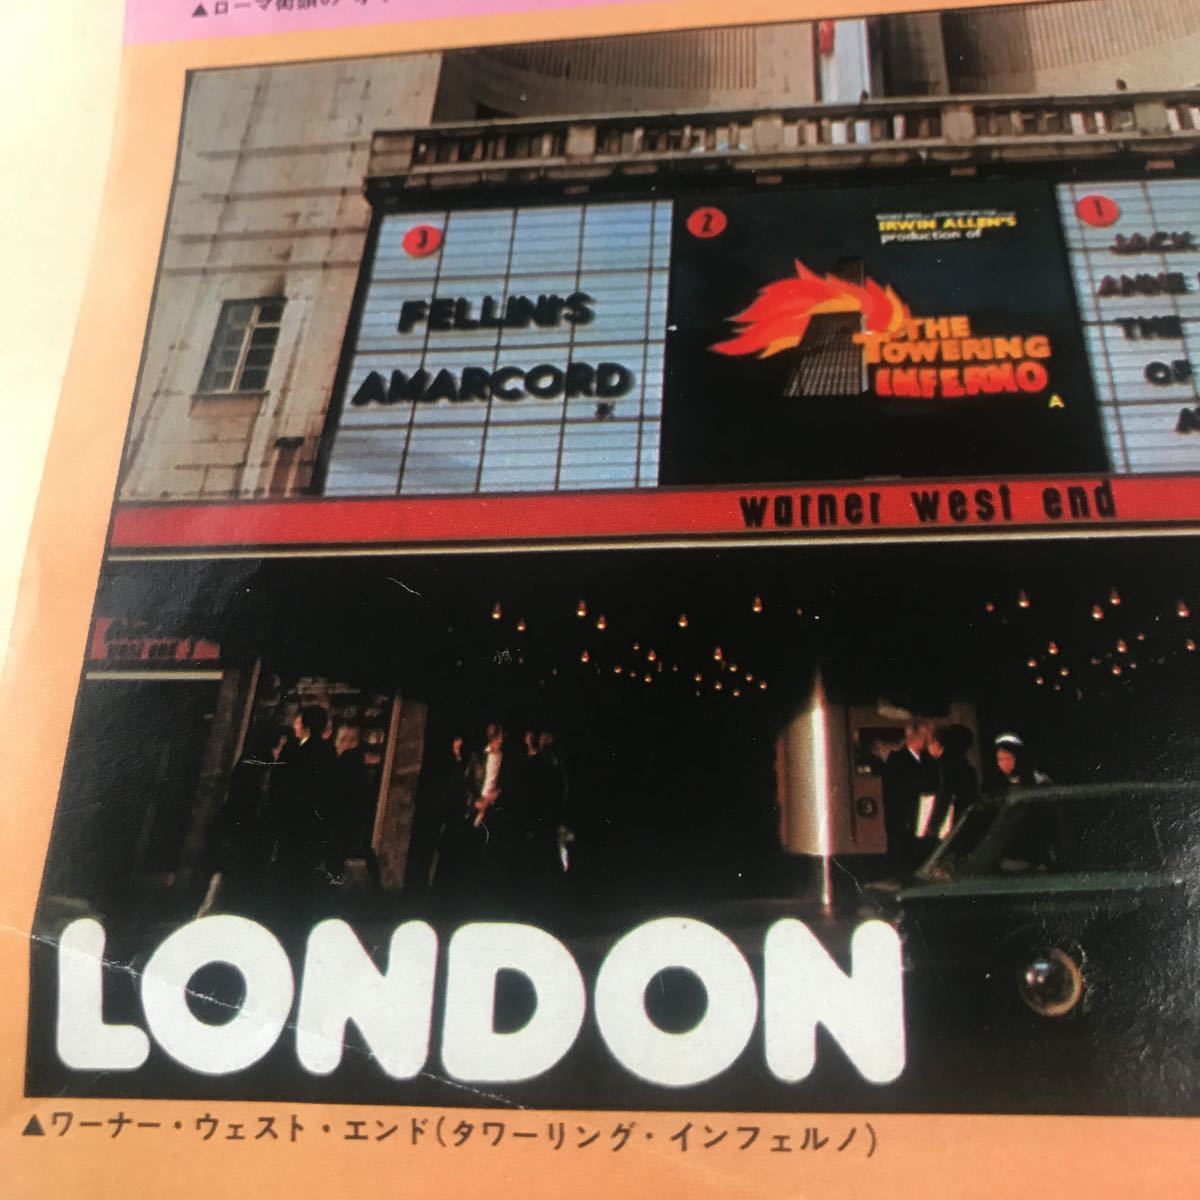 ▲ローマ街頭の
3
FELLINI'S
AMARCORD
2
IRWIN ALLEN'S
production of
THE
TOWERING
INFERNO
A
1
JACK
ANNE
THE
OF
warner west end
west end
LONDON
▲ワーナー・ウェスト・エンド(タワーリング・インフェルノ)